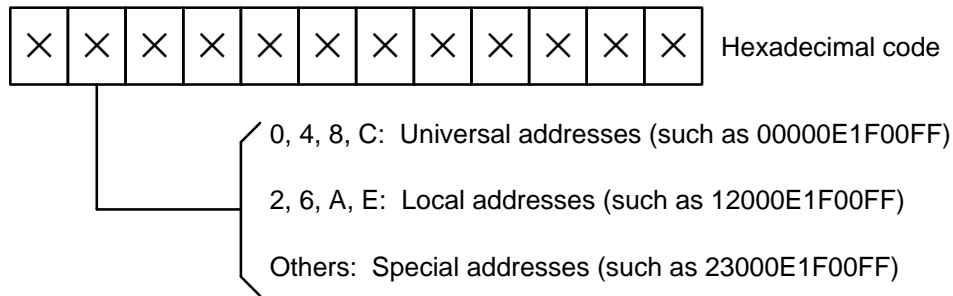 × × × × × × × × × × × × Hexadecimal code
0, 4, 8, C: Universal addresses (such as 00000E1F00FF)
2, 6, A, E: Local addresses (such as 12000E1F00FF)
Others: Special addresses (such as 23000E1F00FF)